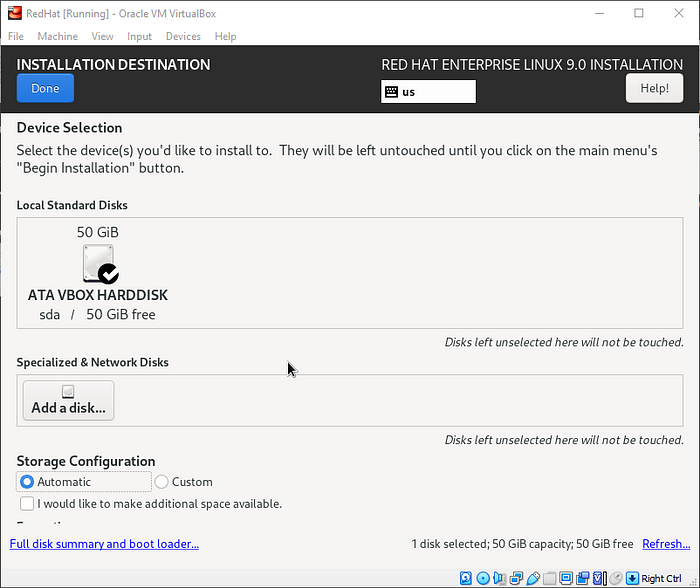 RedHat [Running] - Oracle VM VirtualBox
File Machine View Input Devices Help
INSTALLATION DESTINATION
RED HAT ENTERPRISE LINUX 9.0 INSTALLATION
Done
us
Help!
Device Selection
Select the device(s) you'd like to install to. They will be left untouched until you click on the main menu's
"Begin Installation" button.
Local Standard Disks
50 GiB
ATA VBOX HARDDISK
sda / 50 GiB free
Disks left unselected here will not be touched.
Specialized & Network Disks
Add a disk...
Disks left unselected here will not be touched.
Storage Configuration
Automatic Custom
I would like to make additional space available.
Full disk summary and boot loader...
1 disk selected; 50 GiB capacity; 50 GiB free Refresh...
Right Ctrl